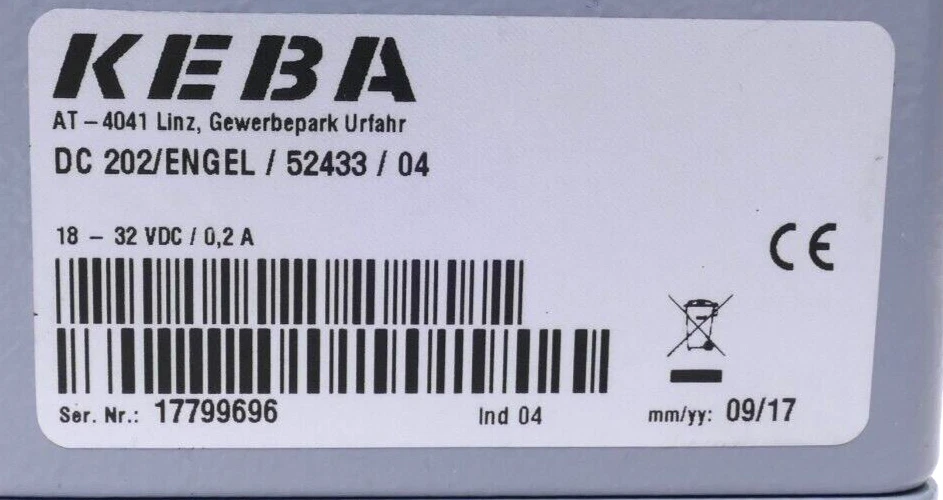 KEBA
AT – 4041 Linz, Gewerbepark Urfahr
DC 202/ENGEL / 52433 / 04
18 – 32 VDC / 0,2 A
CE
Ser. Nr.: 17799696 Ind 04 mm/yy: 09/17